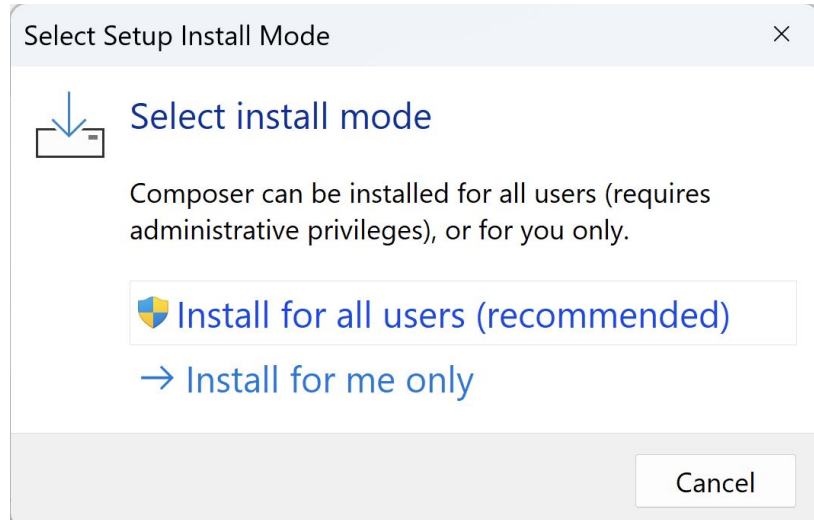 Select Setup Install Mode
Select install mode
Composer can be installed for all users (requires
administrative privileges), or for you only.
Install for all users (recommended)
Install for me only
Cancel